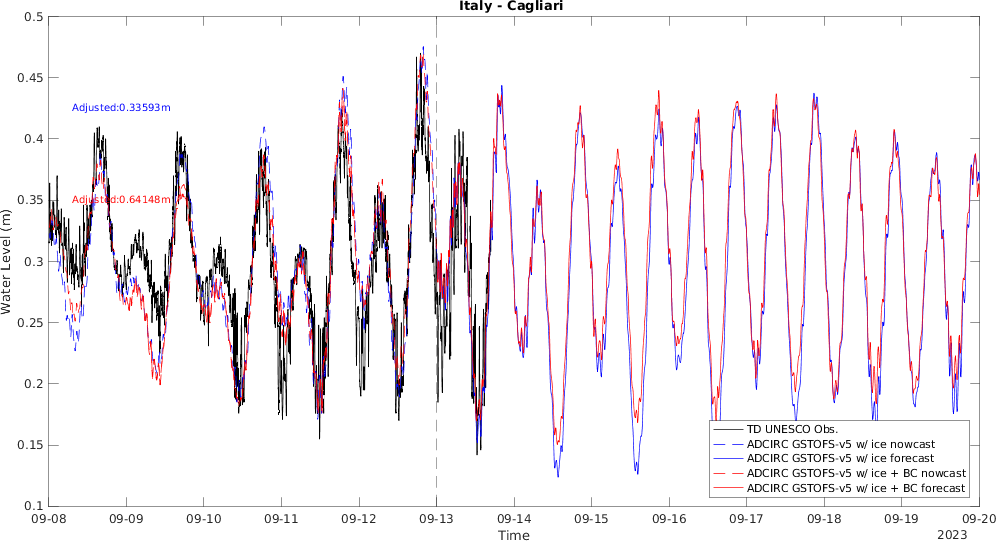 Italy - Cagliari
0.5
0.45
0.4
0.35
0.3
0.25
0.2
0.15
0.1
Water Level (m)
Adjusted:0.33593m
Adjusted:0.64148m
TD UNESCO Obs.
ADCIRC GSTOFS-v5 w/ ice nowcast
ADCIRC GSTOFS-v5 w/ ice forecast
ADCIRC GSTOFS-v5 w/ ice + BC nowcast
ADCIRC GSTOFS-v5 w/ ice + BC forecast
09-08 09-09 09-10 09-11 09-12 09-13 09-14 09-15 09-16 09-17 09-18 09-19 09-20
Time
2023